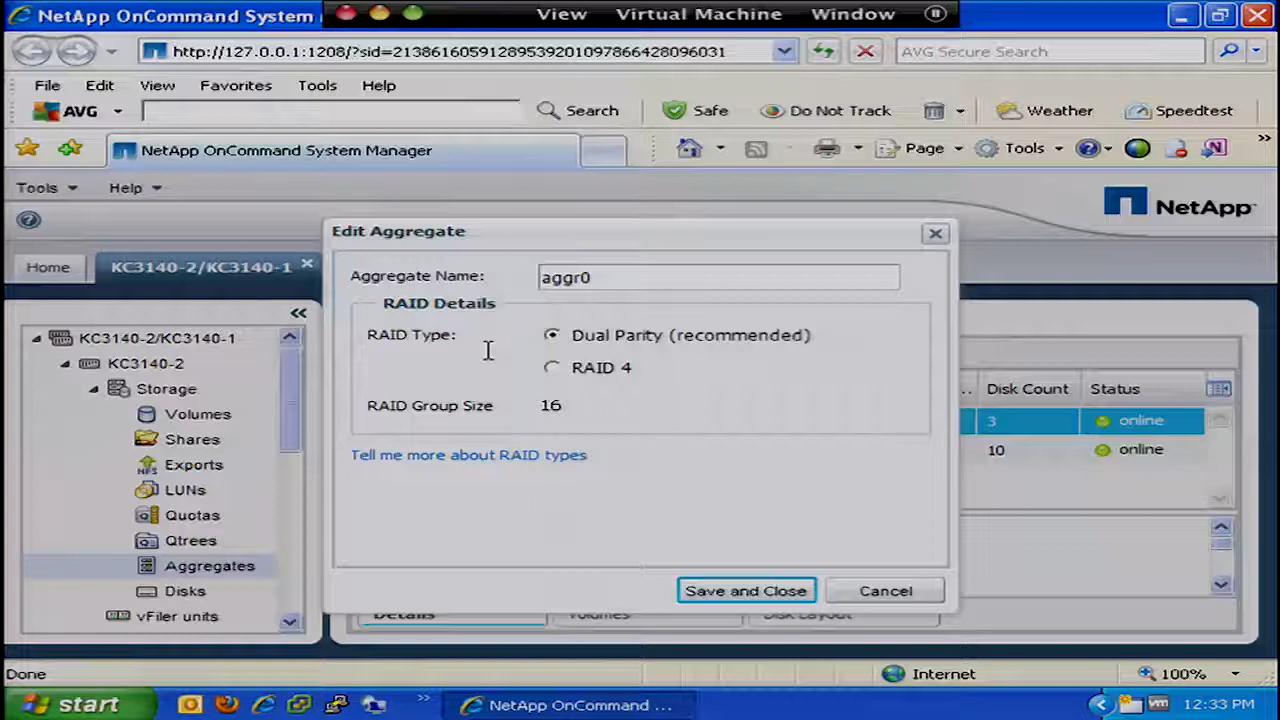 NetApp OnCommand System
View Virtual Machine Window
http://127.0.0.1:1208/?sid=21386160591289539201097866428096031
AVG Secure Search
File Edit View Favorites Tools Help
AVG Search Safe Do Not Track Weather Speedtest
NetApp OnCommand System Manager
Page Tools
Tools Help
NetApp
Home
KC3140-2/KC3140-1
Edit Aggregate
Aggregate Name: aggr0
RAID Details
RAID Type: Dual Parity (recommended)
RAID 4
RAID Group Size 16
Tell me more about RAID types
Save and Close Cancel
KC3140-2/KC3140-1
KC3140-2
Storage
Volumes
Shares
Exports
LUNs
Quotas
Qtrees
Aggregates
Disks
vFiler units
.. Disk Count Status
3 online
10 online
Details Volumes Disk Layout
Done Internet 100%
start NetApp OnCommand ... 12:33 PM